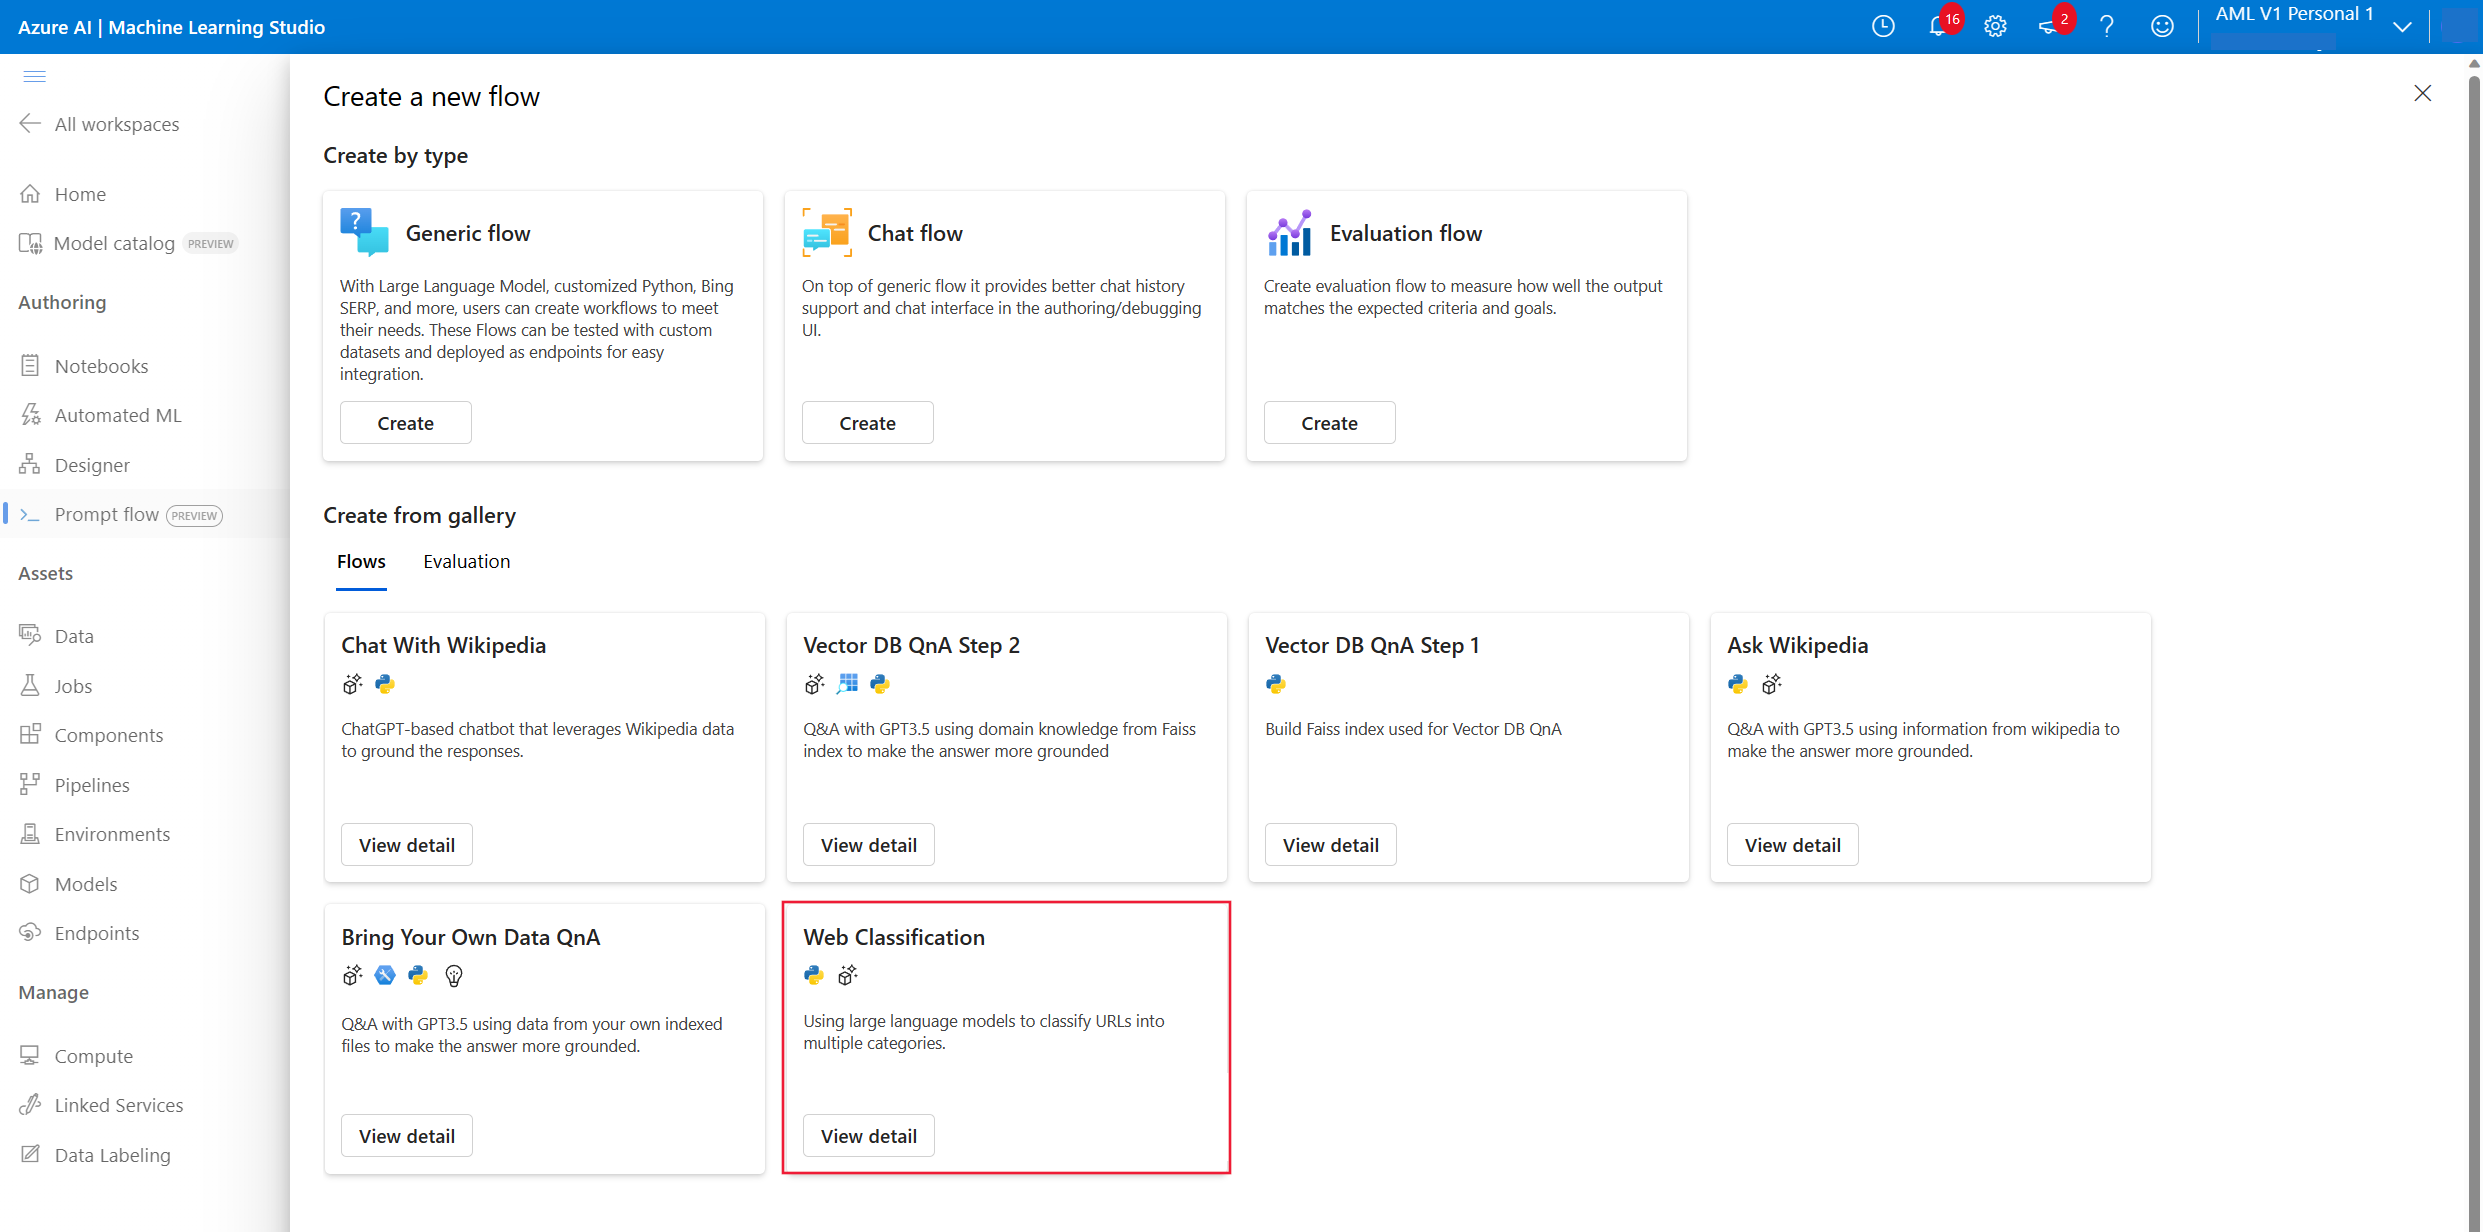 Azure AI | Machine Learning Studio
16
2
?
AML V1 Personal 1
All workspaces
Home
Model catalog PREVIEW
Authoring
Notebooks
Automated ML
Designer
Prompt flow PREVIEW
Assets
Data
Jobs
Components
Pipelines
Environments
Models
Endpoints
Manage
Compute
Linked Services
Data Labeling
Create a new flow
Create by type
Generic flow
With Large Language Model, customized Python, Bing
SERP, and more, users can create workflows to meet
their needs. These Flows can be tested with custom
datasets and deployed as endpoints for easy
integration.
Create
Chat flow
On top of generic flow it provides better chat history
support and chat interface in the authoring/debugging
UI.
Create
Evaluation flow
Create evaluation flow to measure how well the output
matches the expected criteria and goals.
Create
Create from gallery
Flows
Evaluation
Chat With Wikipedia
ChatGPT-based chatbot that leverages Wikipedia data
to ground the responses.
View detail
Vector DB QnA Step 2
Q&A with GPT3.5 using domain knowledge from Faiss
index to make the answer more grounded
View detail
Vector DB QnA Step 1
Build Faiss index used for Vector DB QnA
View detail
Ask Wikipedia
Q&A with GPT3.5 using information from wikipedia to
make the answer more grounded.
View detail
Bring Your Own Data QnA
Q&A with GPT3.5 using data from your own indexed
files to make the answer more grounded.
View detail
Web Classification
Using large language models to classify URLs into
multiple categories.
View detail